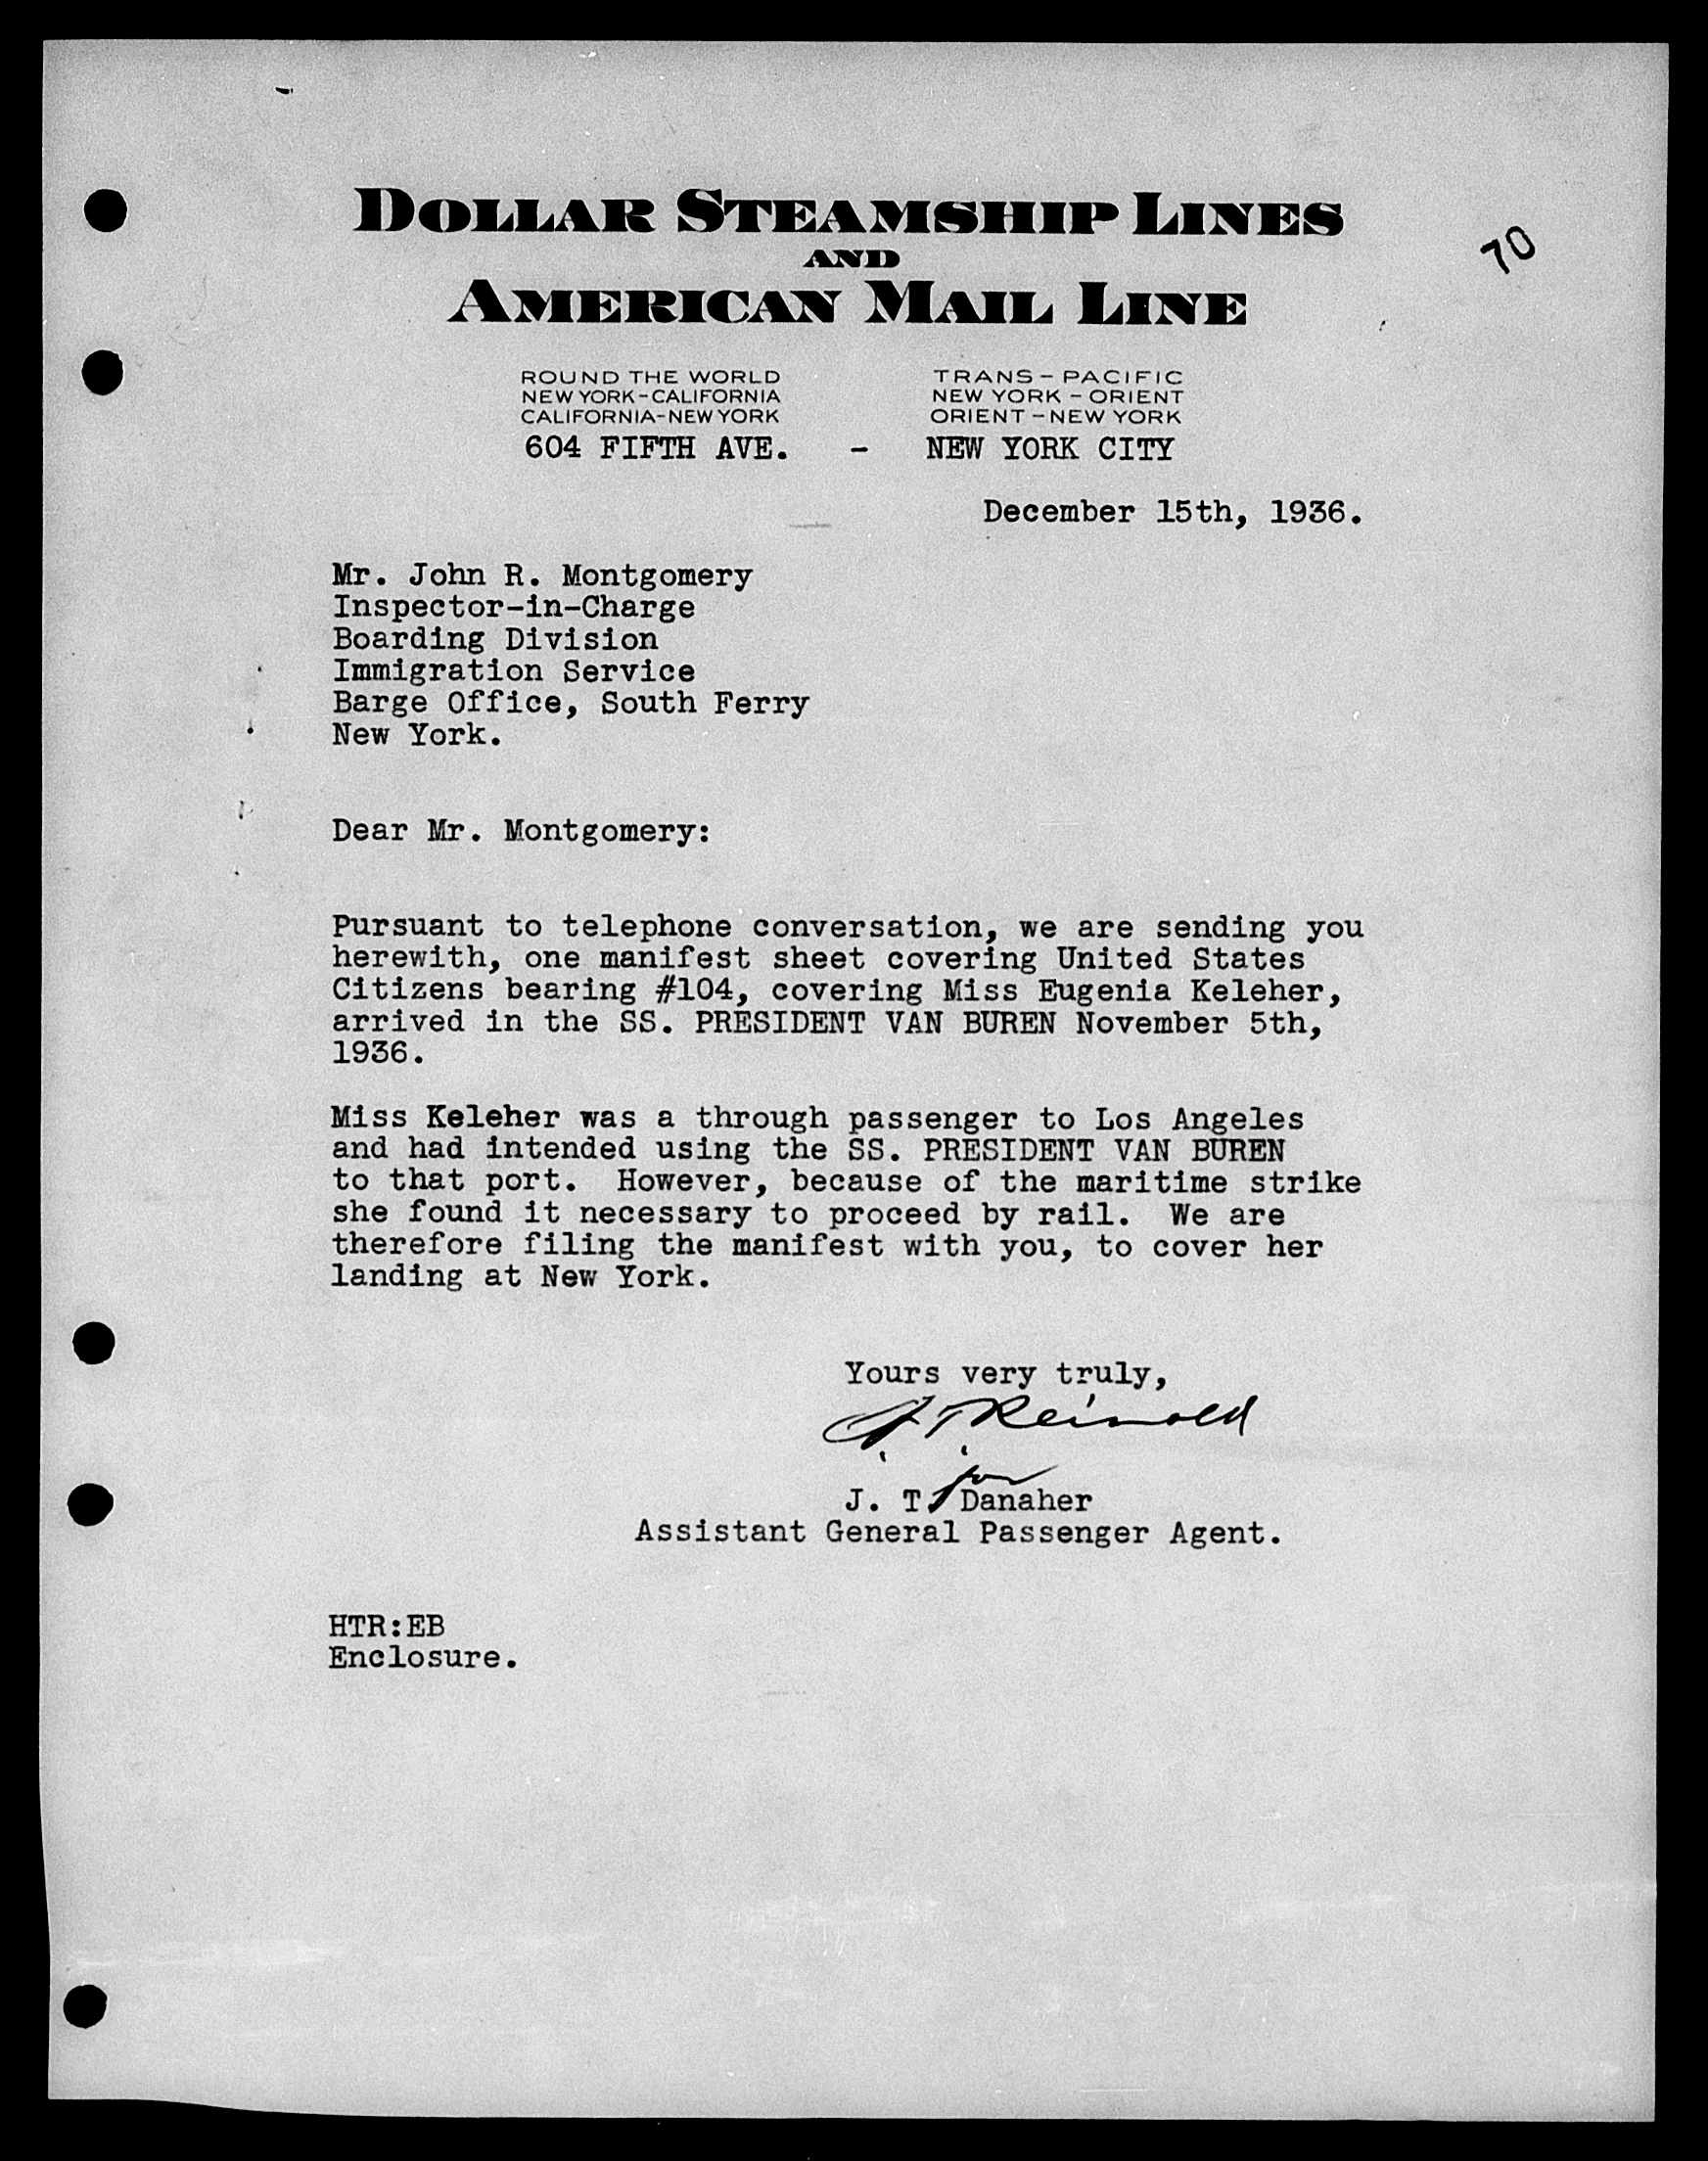 DOLLAR STEAMSHIP LINES
AND
AMERICAN MAIL LINE
70
ROUND THE WORLD
NEW YORK-CALIFORNIA
CALIFORNIA-NEW YORK
TRANS-PACIFIC
NEW YORK-ORIENT
ORIENT-NEW YORK
604 FIFTH AVE. - NEW YORK CITY
December 15th, 1936.
Mr. John R. Montgomery
Inspector-in-Charge
Boarding Division
Immigration Service
Barge Office, South Ferry
New York.
Dear Mr. Montgomery:
Pursuant to telephone conversation, we are sending you
herewith, one manifest sheet covering United States
Citizens bearing #104, covering Miss Eugenia Keleher,
arrived in the SS. PRESIDENT VAN BUREN November 5th,
1936.
Miss Keleher was a through passenger to Los Angeles
and had intended using the SS. PRESIDENT VAN BUREN
to that port. However, because of the maritime strike
she found it necessary to proceed by rail. We are
therefore filing the manifest with you, to cover her
landing at New York.
Yours very truly,
Reinold
for
J. T. Danaher
Assistant General Passenger Agent.
HTR:EB
Enclosure.